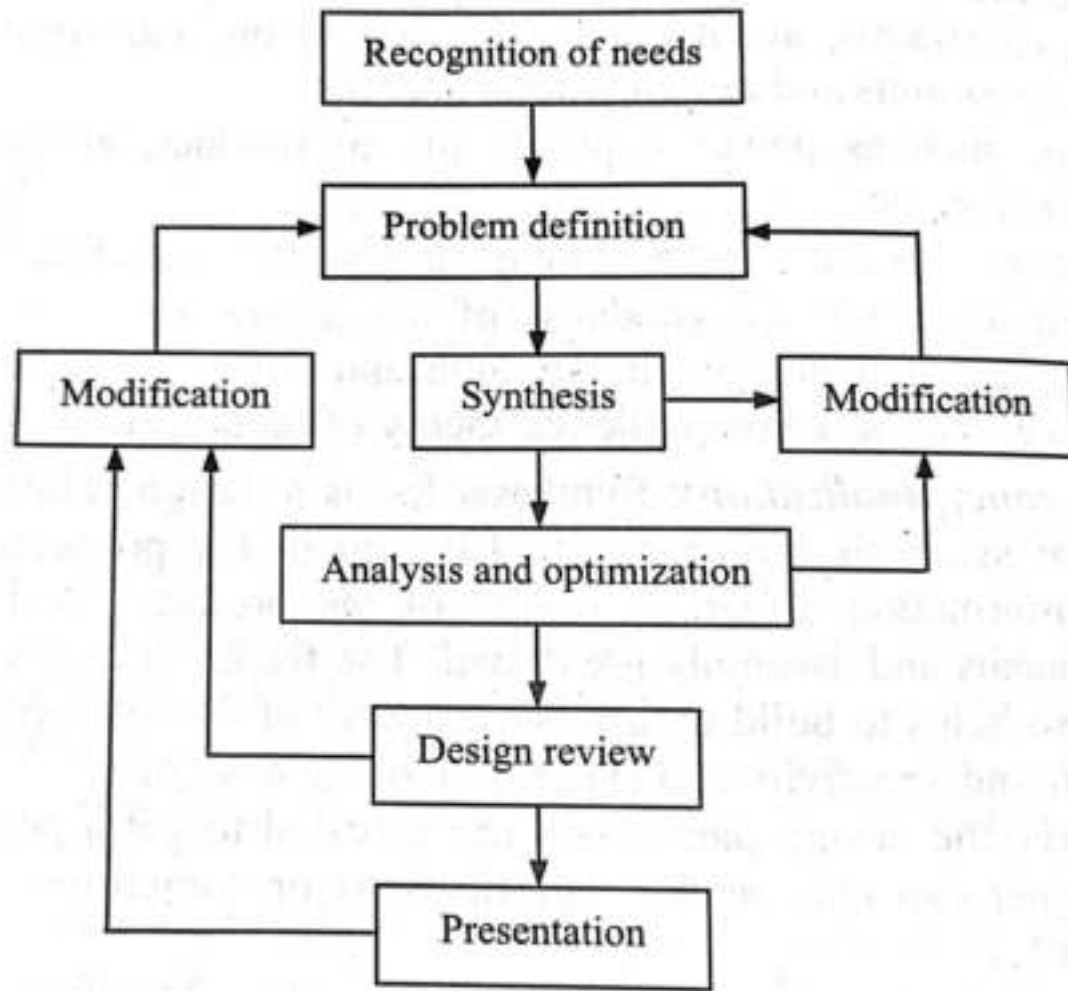 Recognition of needs
Problem definition
Modification
Synthesis
Modification
Analysis and optimization
Design review
Presentation